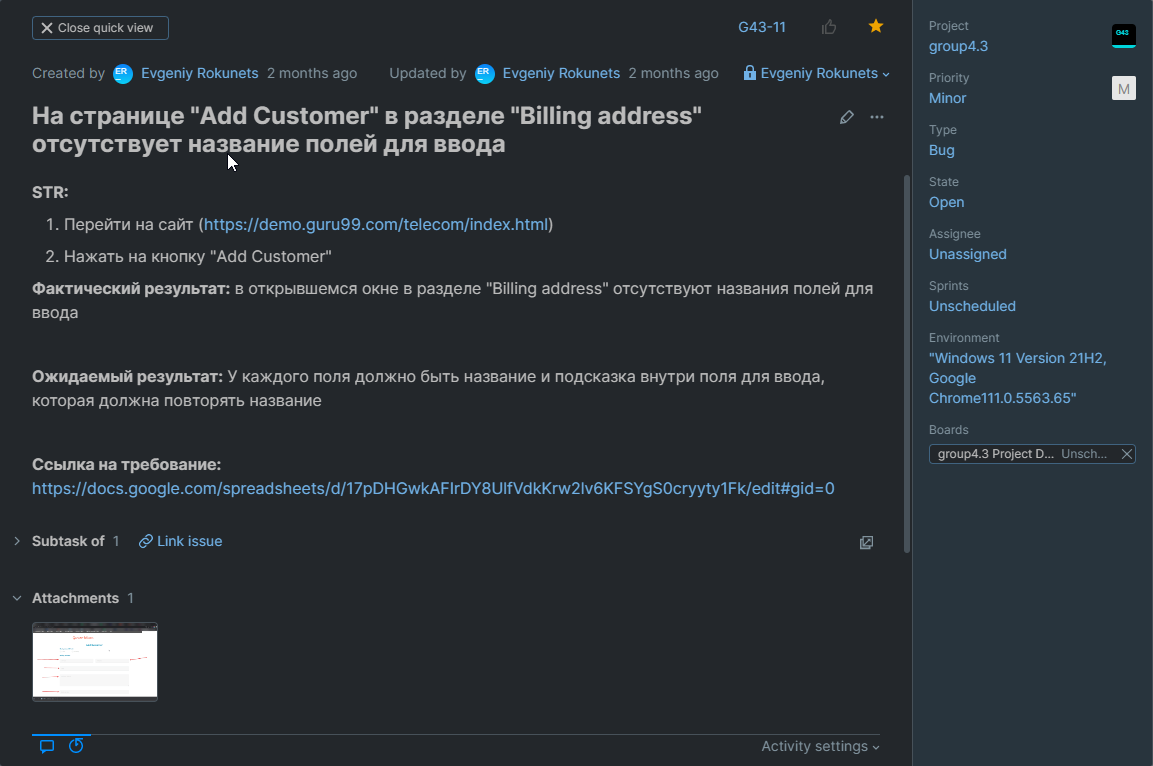 Close quick view
G43-11
Created by ER Evgeniy Rokunets 2 months ago Updated by ER Evgeniy Rokunets 2 months ago Evgeniy Rokunets
На странице "Add Customer" в разделе "Billing address"
отсутствует название полей для ввода
STR:
1. Перейти на сайт (https://demo.guru99.com/telecom/index.html)
2. Нажать на кнопку "Add Customer"
Фактический результат: в открывшемся окне в разделе "Billing address" отсутствуют названия полей для
ввода
Ожидаемый результат: У каждого поля должно быть название и подсказка внутри поля для ввода,
которая должна повторять название
Ссылка на требование:
https://docs.google.com/spreadsheets/d/17pDHGwkAFIrDY8UlfVdkKrw2lv6KFSYgS0cryyty1Fk/edit#gid=0
Subtask of 1 Link issue
Attachments 1
Activity settings
Project
group4.3
G43
Priority
Minor
M
Type
Bug
State
Open
Assignee
Unassigned
Sprints
Unscheduled
Environment
"Windows 11 Version 21H2,
Google
Chrome111.0.5563.65"
Boards
group4.3 Project D... Unsch...